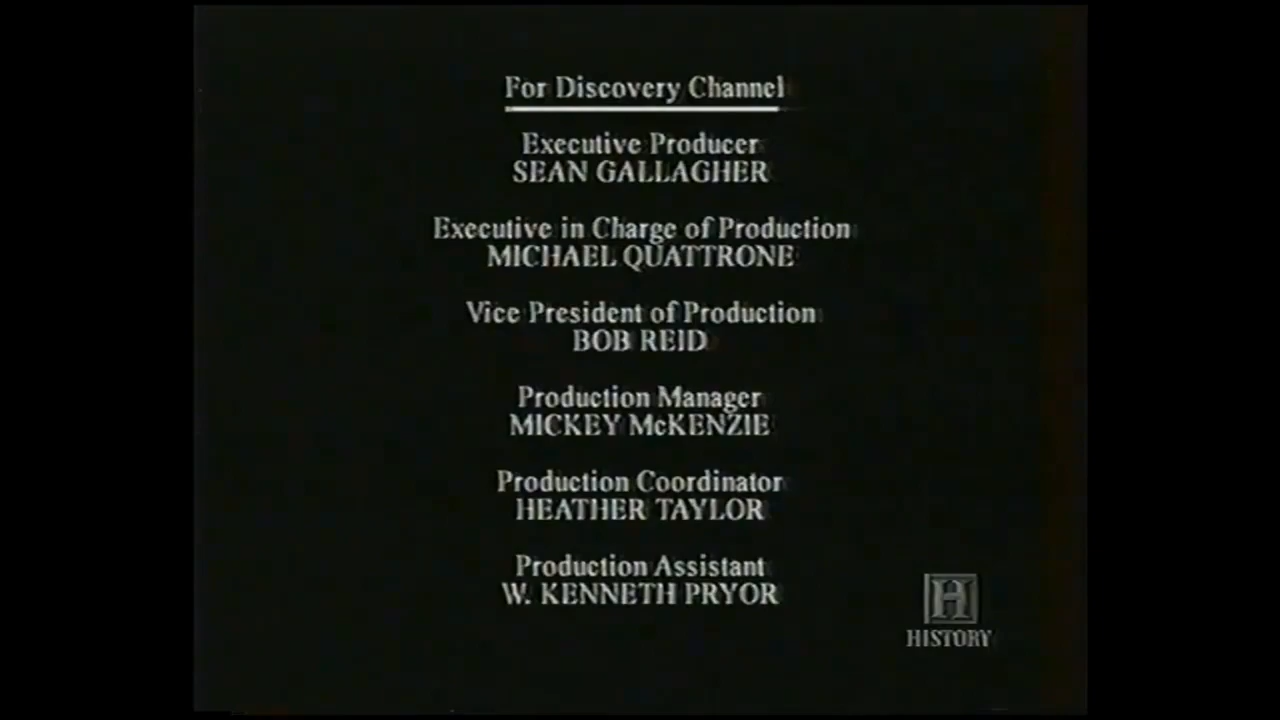 For Discovery Channel
Executive Producer
SEAN GALLAGHER
Executive in Charge of Production
MICHAEL QUATTRONE
Vice President of Production
BOB REID
Production Manager
MICKEY McKENZIE
Production Coordinator
HEATHER TAYLOR
Production Assistant
W. KENNETH PRYOR
H
HISTORY